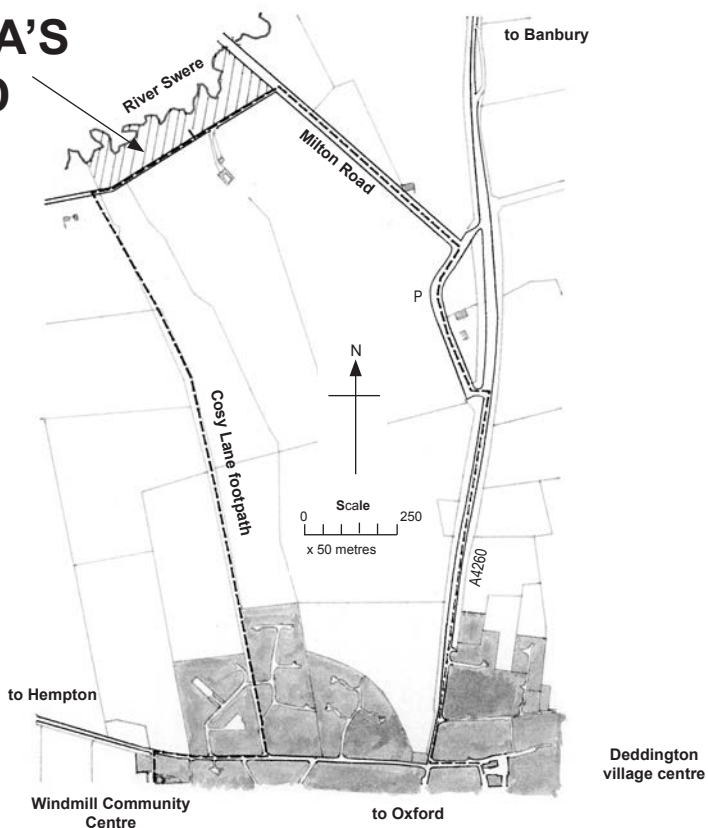 A'S
to Banbury
River Swere
Milton Road
P
N
Cosy Lane footpath
Scale
0 250
x 50 metres
A4260
to Hempton
Deddington
village centre
Windmill Community
Centre
to Oxford